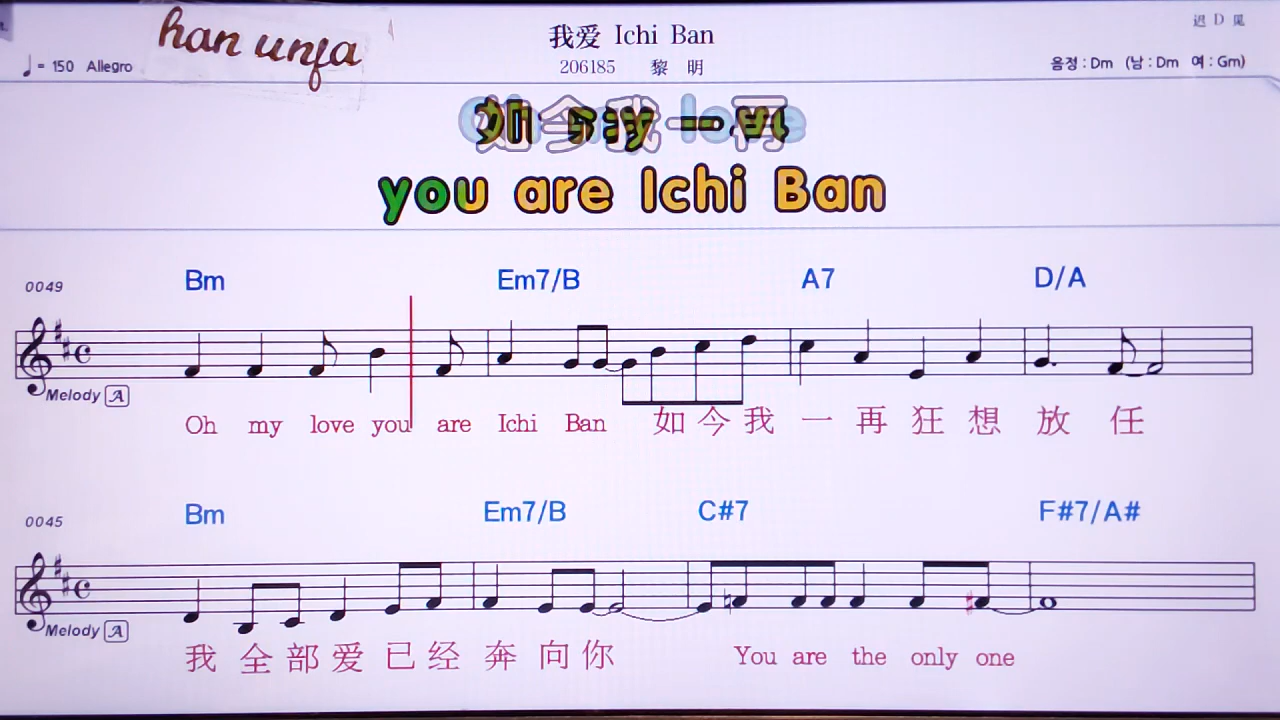 han unfa
我爱 Ichi Ban
206185 黎 明
♩= 150 Allegro
음정 : Dm (남 : Dm 여 : Gm)
如今我一再
you are Ichi Ban
0049 Bm Em7/B A7 D/A
Melody A
Oh my love you are Ichi Ban 如 今 我 一 再 狂 想 放 任
0045 Bm Em7/B C#7 F#7/A#
Melody A
我 全 部 爱 已 经 奔 向 你 You are the only one